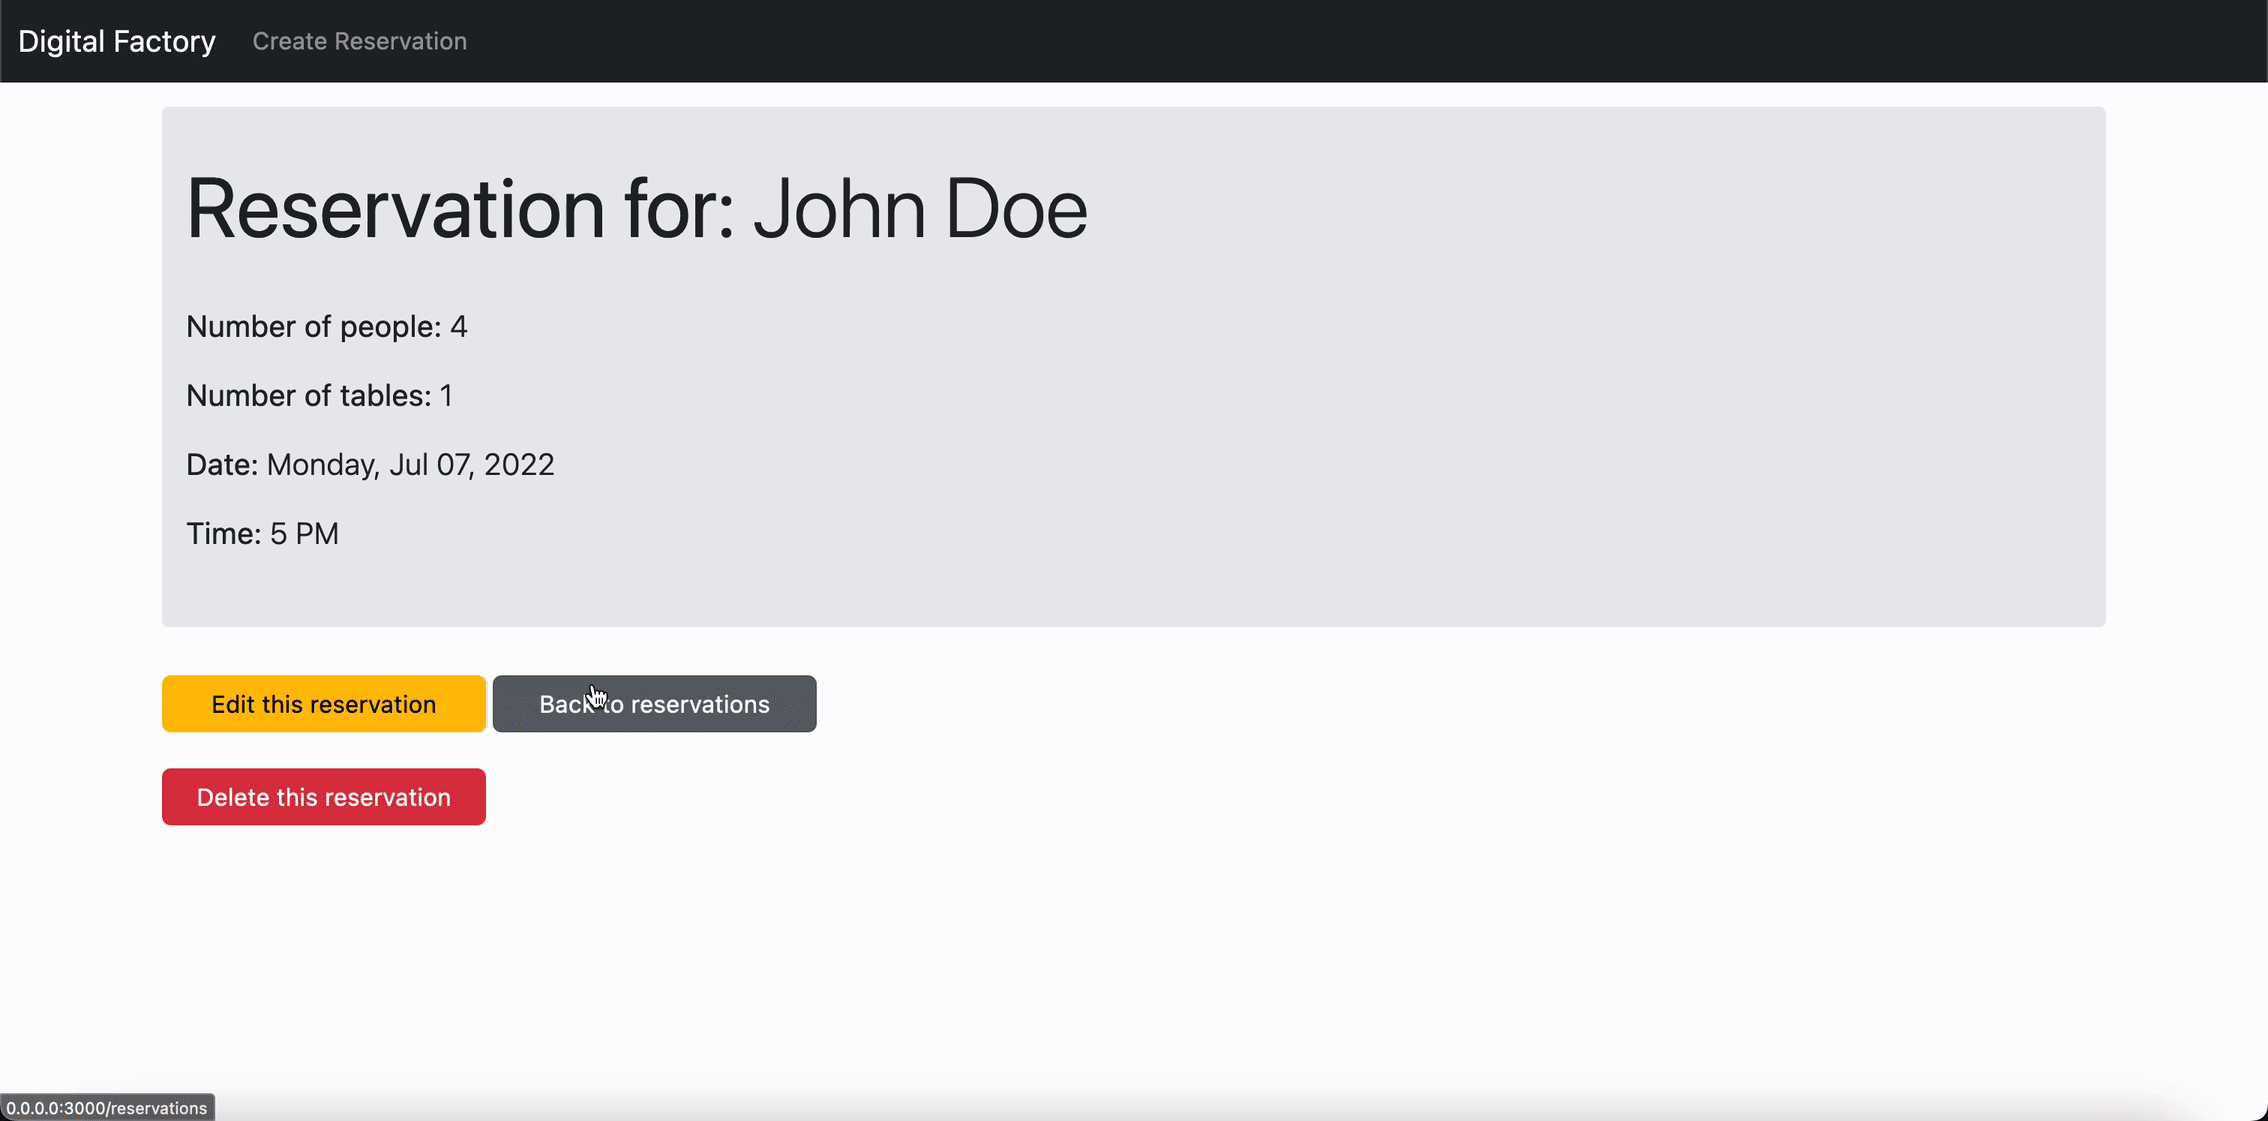 Digital Factory Create Reservation
Reservation for: John Doe
Number of people: 4
Number of tables: 1
Date: Monday, Jul 07, 2022
Time: 5 PM
Edit this reservation Back to reservations
Delete this reservation
0.0.0.0:3000/reservations